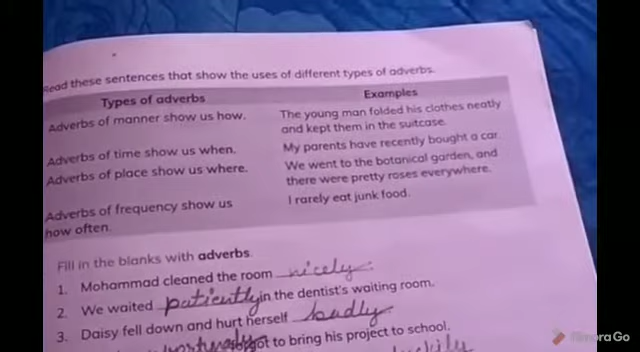 Read these sentences that show the uses of different types of adverbs.
Types of adverbs Examples
Adverbs of manner show us how. The young man folded his clothes neatly
and kept them in the suitcase.
Adverbs of time show us when. My parents have recently bought a car.
Adverbs of place show us where. We went to the botanical garden, and
there were pretty roses everywhere.
Adverbs of frequency show us I rarely eat junk food.
how often.
Fill in the blanks with adverbs.
1. Mohammad cleaned the room nicely.
2. We waited patiently in the dentist's waiting room.
3. Daisy fell down and hurt herself badly.
to bring his project to school.
FilmoraGo